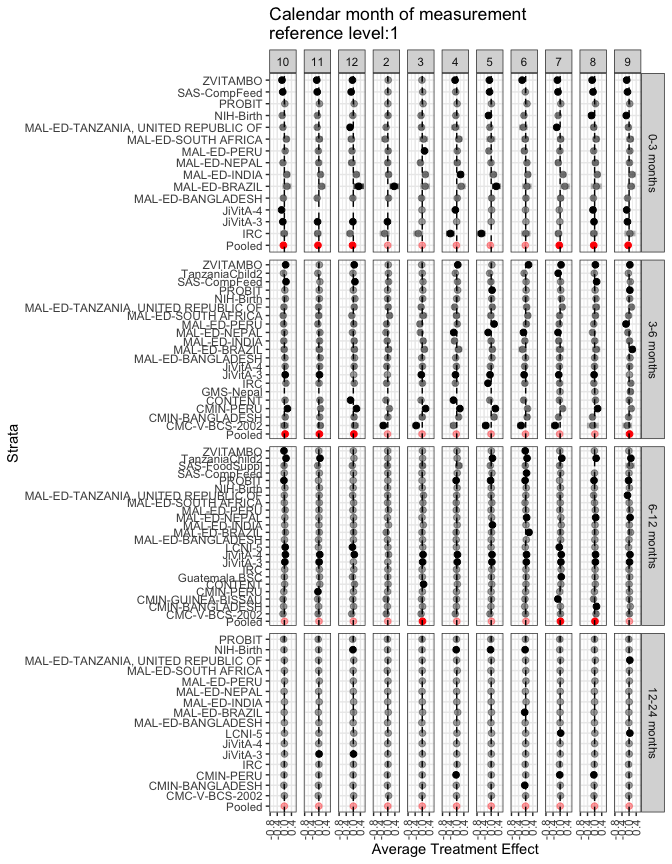 Calendar month of measurement
reference level:1
10 11 12 2 3 4 5 6 7 8 9
Strata
0-3 months
ZVITAMBO
SAS-CompFeed
PROBIT
NIH-Birth
MAL-ED-TANZANIA, UNITED REPUBLIC OF
MAL-ED-SOUTH AFRICA
MAL-ED-PERU
MAL-ED-NEPAL
MAL-ED-INDIA
MAL-ED-BRAZIL
MAL-ED-BANGLADESH
JiVitA-4
JiVitA-3
IRC
Pooled
3-6 months
ZVITAMBO
TanzaniaChild2
SAS-CompFeed
PROBIT
NIH-Birth
MAL-ED-TANZANIA, UNITED REPUBLIC OF
MAL-ED-SOUTH AFRICA
MAL-ED-PERU
MAL-ED-NEPAL
MAL-ED-INDIA
MAL-ED-BRAZIL
MAL-ED-BANGLADESH
JiVitA-4
JiVitA-3
IRC
GMS-Nepal
CONTENT
CMIN-PERU
CMIN-BANGLADESH
CMC-V-BCS-2002
Pooled
6-12 months
ZVITAMBO
TanzaniaChild2
SAS-FoodSuppl
SAS-CompFeed
PROBIT
NIH-Birth
MAL-ED-TANZANIA, UNITED REPUBLIC OF
MAL-ED-SOUTH AFRICA
MAL-ED-PERU
MAL-ED-NEPAL
MAL-ED-INDIA
MAL-ED-BRAZIL
MAL-ED-BANGLADESH
LCNI-5
JiVitA-4
JiVitA-3
IRC
Guatemala BSC
CONTENT
CMIN-PERU
CMIN-GUINEA-BISSAU
CMIN-BANGLADESH
CMC-V-BCS-2002
Pooled
12-24 months
PROBIT
NIH-Birth
MAL-ED-TANZANIA, UNITED REPUBLIC OF
MAL-ED-SOUTH AFRICA
MAL-ED-PERU
MAL-ED-NEPAL
MAL-ED-INDIA
MAL-ED-BRAZIL
MAL-ED-BANGLADESH
LCNI-5
JiVitA-4
JiVitA-3
IRC
CMIN-PERU
CMIN-BANGLADESH
CMC-V-BCS-2002
Pooled
Average Treatment Effect